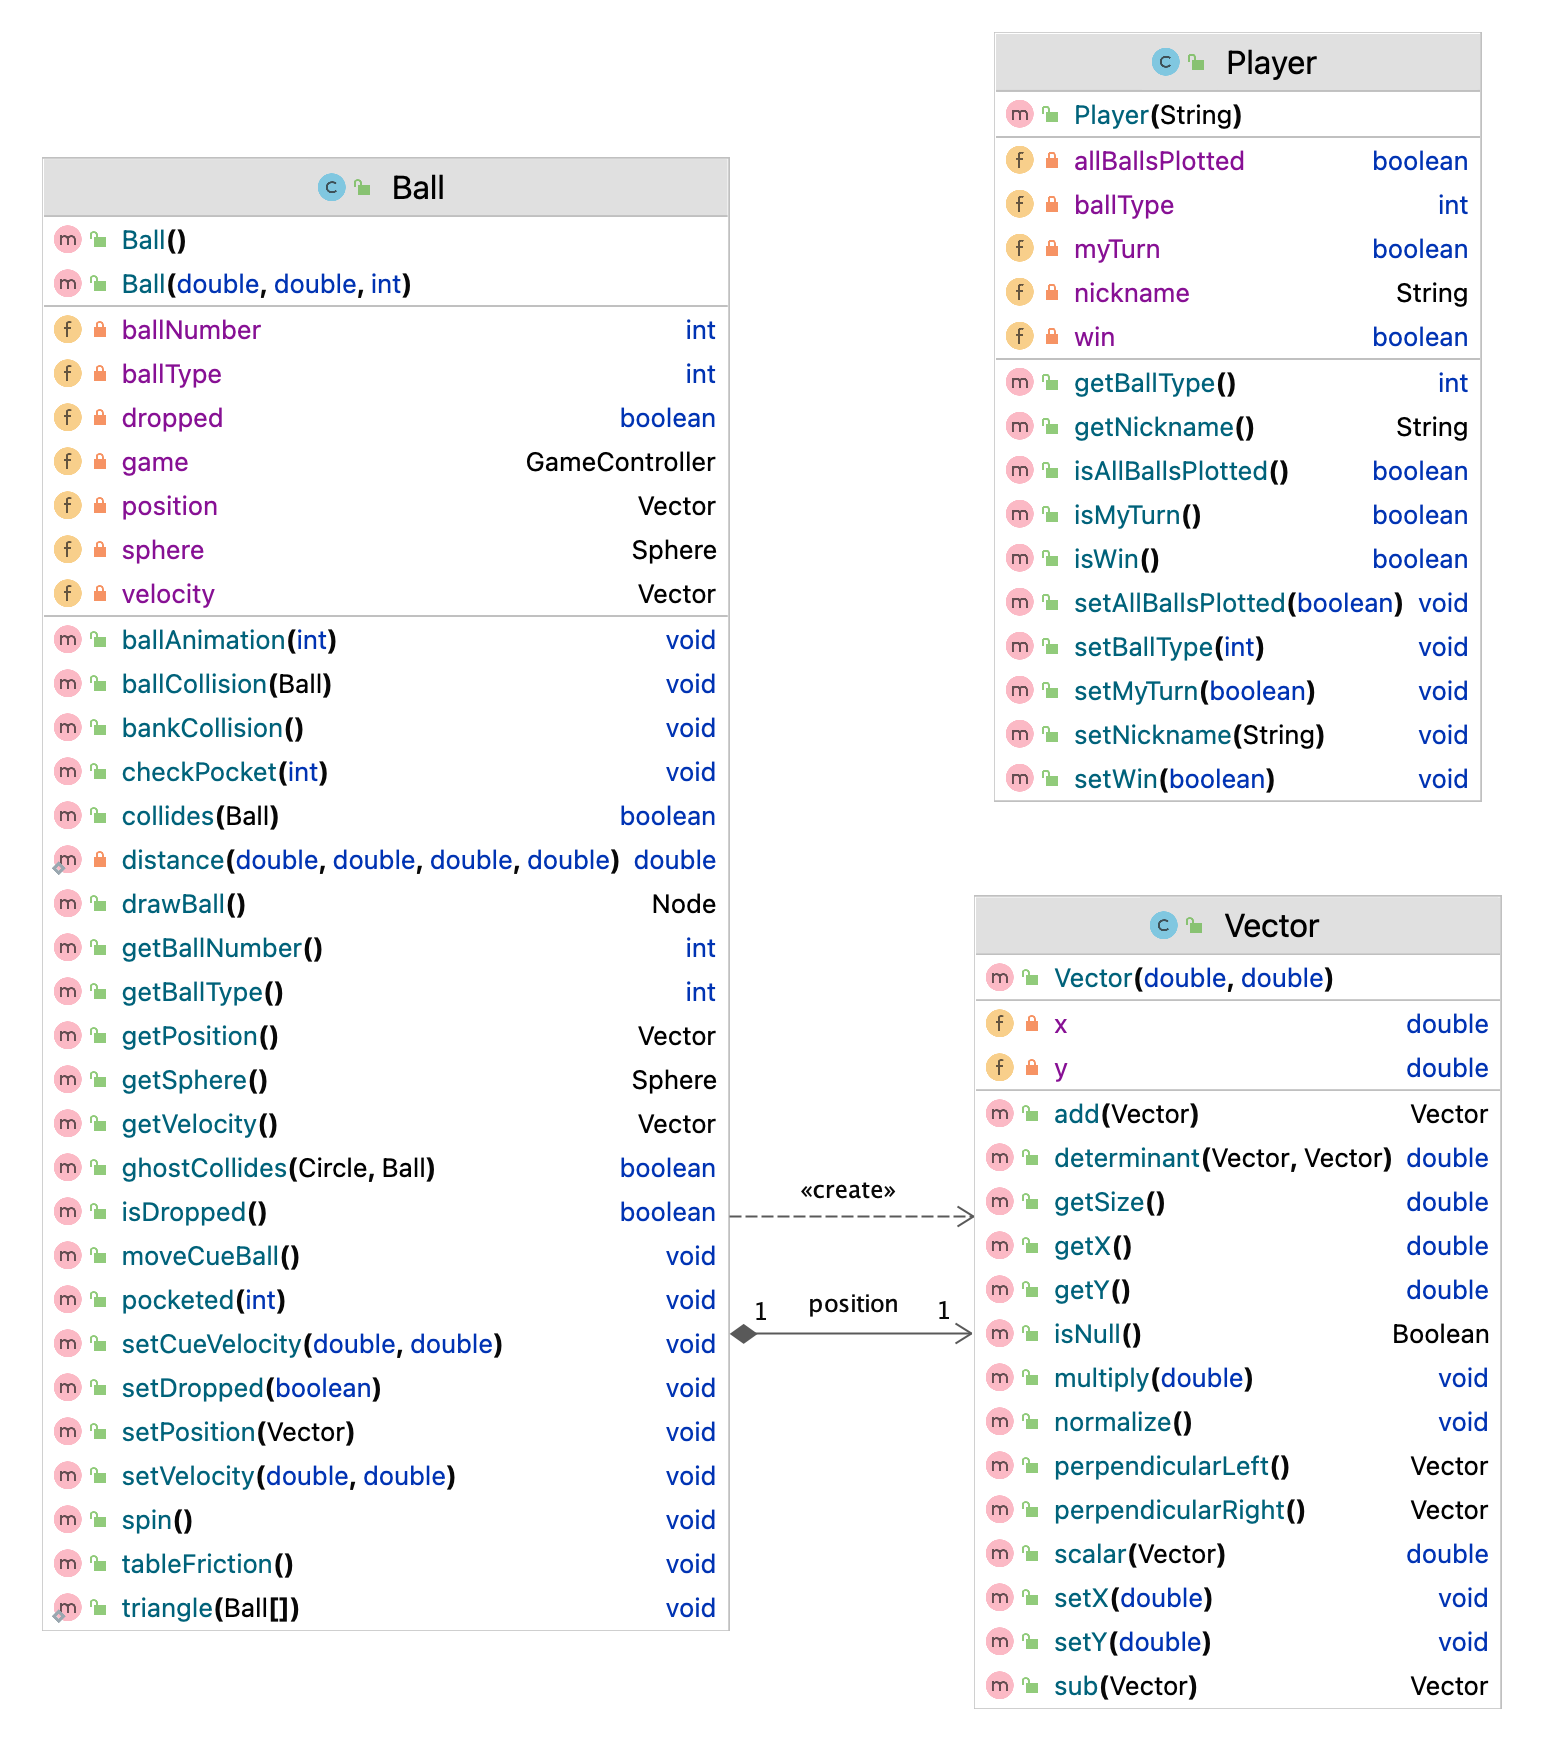 Ball
Ball()
Ball(double, double, int)
ballNumber int
ballType int
dropped boolean
game GameController
position Vector
sphere Sphere
velocity Vector
ballAnimation(int) void
ballCollision(Ball) void
bankCollision() void
checkPocket(int) void
collides(Ball) boolean
distance(double, double, double, double) double
drawBall() Node
getBallNumber() int
getBallType() int
getPosition() Vector
getSphere() Sphere
getVelocity() Vector
ghostCollides(Circle, Ball) boolean
isDropped() boolean
moveCueBall() void
pocketed(int) void
setCueVelocity(double, double) void
setDropped(boolean) void
setPosition(Vector) void
setVelocity(double, double) void
spin() void
tableFriction() void
triangle(Ball[]) void
«create»
1 position 1
Player
Player(String)
allBallsPlotted boolean
ballType int
myTurn boolean
nickname String
win boolean
getBallType() int
getNickname() String
isAllBallsPlotted() boolean
isMyTurn() boolean
isWin() boolean
setAllBallsPlotted(boolean) void
setBallType(int) void
setMyTurn(boolean) void
setNickname(String) void
setWin(boolean) void
Vector
Vector(double, double)
x double
y double
add(Vector) Vector
determinant(Vector, Vector) double
getSize() double
getX() double
getY() double
isNull() Boolean
multiply(double) void
normalize() void
perpendicularLeft() Vector
perpendicularRight() Vector
scalar(Vector) double
setX(double) void
setY(double) void
sub(Vector) Vector